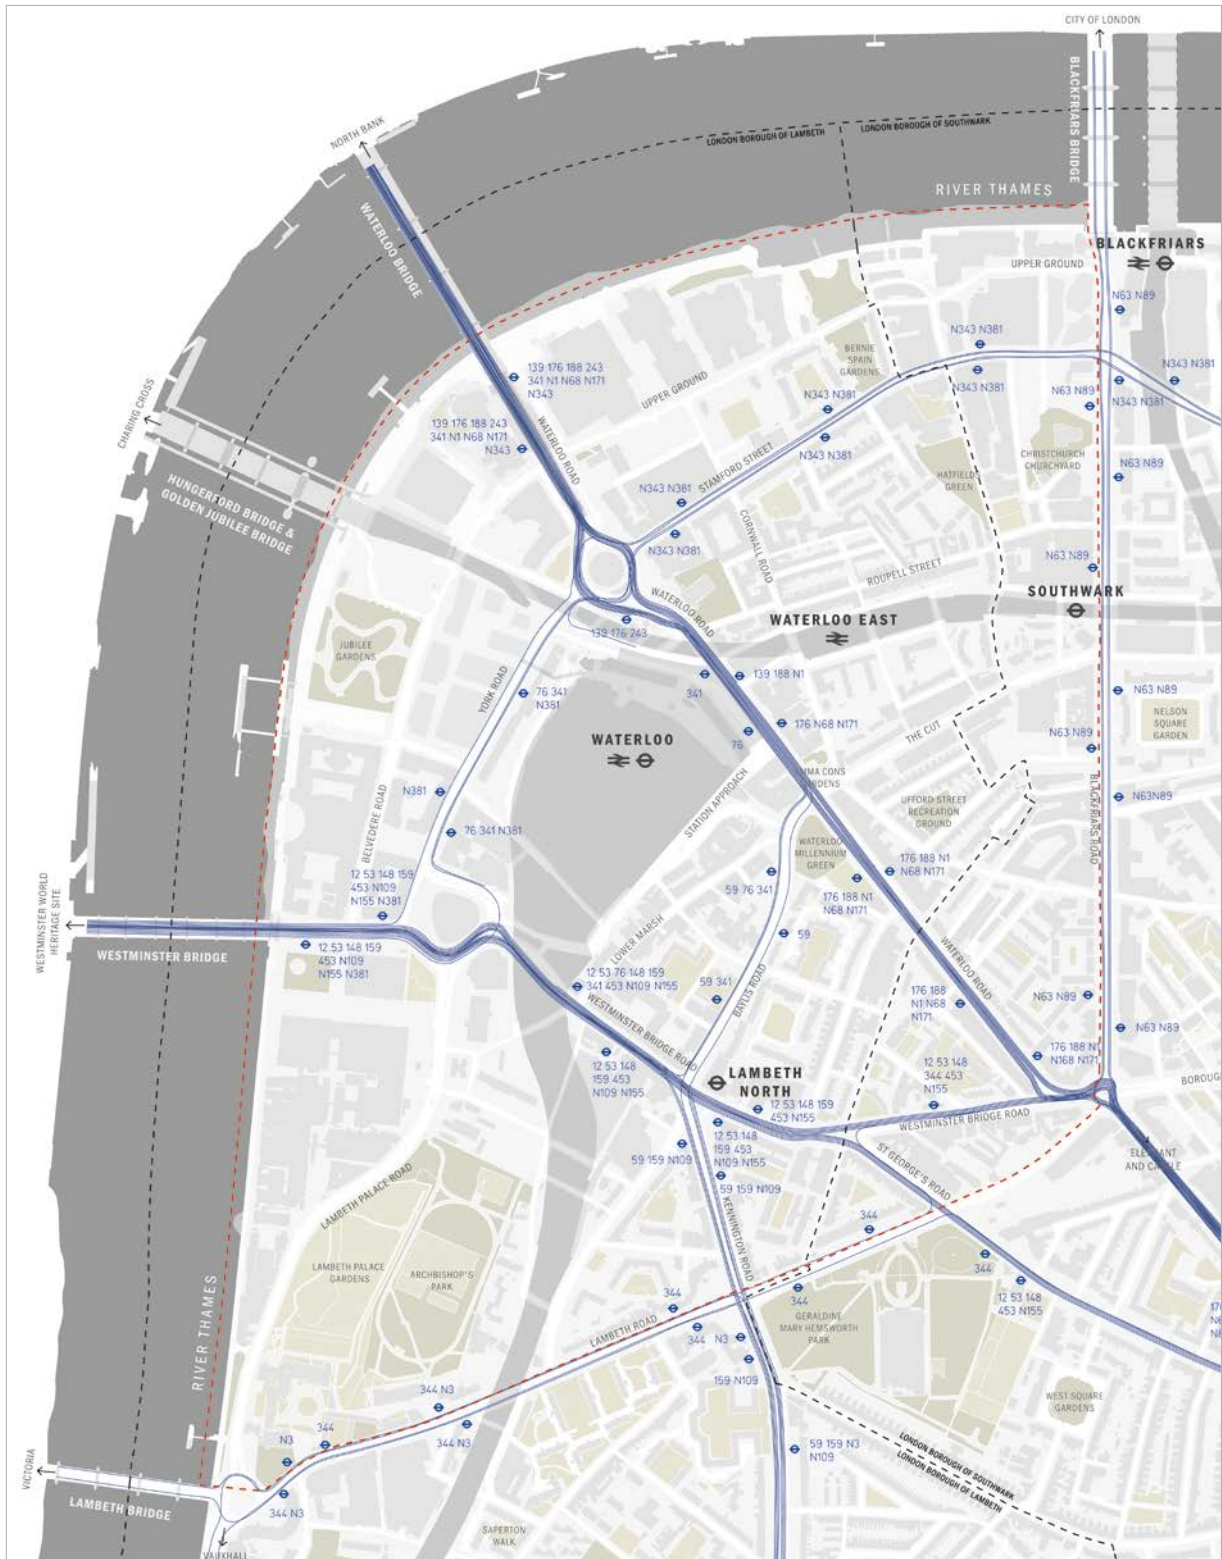 CITY OF LONDON
BLACKFRIARS BRIDGE
NORTH BANK
LONDON BOROUGH OF LAMBETH
LONDON BOROUGH OF SOUTHWARK
RIVER THAMES
WATERLOO BRIDGE
BLACKFRIARS
UPPER GROUND
N63 N89
N343 N381
BERNIE
SPAIN
GARDENS
139 176 188 243
341 N1 N68 N171
N343
N343 N381
N343 N381
UPPER GROUND
N63 N89
N343 N381
CHARING CROSS
N343 N381
139 176 188 243
341 N1 N68 N171
N343
WATERLOO ROAD
N343 N381
STAMFORD STREET
CHRISTCHURCH
CHURCHYARD
HATFIELDS
GREEN
N63 N89
HUNGERFORD BRIDGE &
GOLDEN JUBILEE BRIDGE
N343 N381
CORNWALL ROAD
N343 N381
ROUPELL STREET
N63 N89
SOUTHWARK
WATERLOO ROAD
WATERLOO EAST
139 176 243
JUBILEE
GARDENS
YORK ROAD
76 341
N381
341
139 188 N1
N63 N89
NELSON
SQUARE
GARDEN
176 N68 N171
WATERLOO
76
THE CUT
N63 N89
EMMA CONS
GARDENS
STATION APPROACH
N381
BELVEDERE ROAD
UFFORD STREET
RECREATION
GROUND
N63N89
BLACKFRIARS ROAD
76 341 N381
WATERLOO
MILLENNIUM
GREEN
12 53 148 159
453 N109
N155 N381
59 76 341
176 188 N1
N68 N171
176 188 N1
N68 N171
WESTMINSTER WORLD
HERITAGE SITE
WESTMINSTER BRIDGE
12 53 148 159
453 N109
N155 N381
LOWER MARSH
59
WATERLOO ROAD
12 53 76 148 159
341 453 N109 N155
59 341
BAYLIS ROAD
176 188
N1 N68
N171
N63 N89
N63 N89
WESTMINSTER BRIDGE ROAD
12 53 148
159 453
N109 N155
176 188 N1
N168 N171
LAMBETH
NORTH
12 53 148
344 453
N155
BOROUG
12 53 148 159
453 N155
WESTMINSTER BRIDGE ROAD
12 53 148
159 453
N109 N155
59 159 N109
ST GEORGE'S ROAD
ELEPHANT
AND CASTLE
59 159 N109
LAMBETH PALACE ROAD
KENNINGTON ROAD
344
LAMBETH PALACE
GARDENS
ARCHBISHOP'S
PARK
344
344
12 53 148
453 N155
344
GERALDINE
MARY HEMSWORTH
PARK
LAMBETH ROAD
344
N3
RIVER THAMES
159 N109
344 N3
WEST SQUARE
GARDENS
344 N3
344
N3
59 159 N3
N109
LONDON BOROUGH OF SOUTHWARK
LONDON BOROUGH OF LAMBETH
VICTORIA
LAMBETH BRIDGE
344 N3
SAPERTON
WALK
VAUXHALL